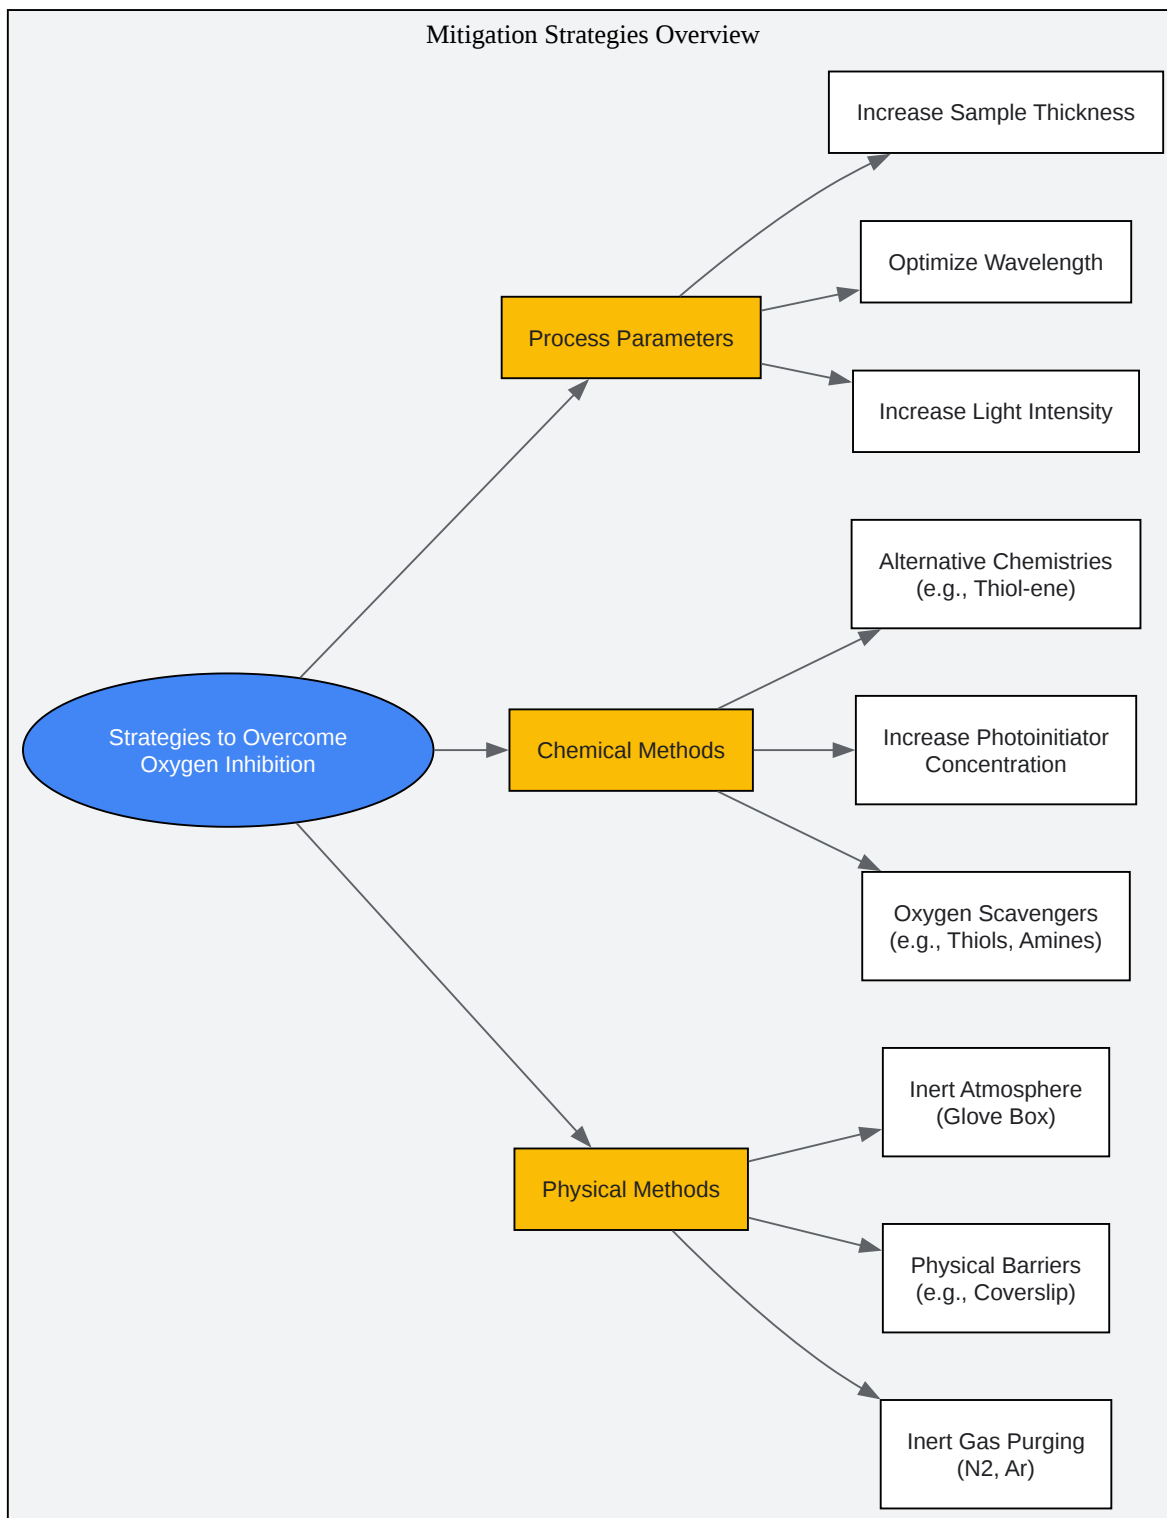 Mitigation Strategies Overview
Increase Sample Thickness
Optimize Wavelength
Process Parameters
Increase Light Intensity
Alternative Chemistries
(e.g., Thiol-ene)
Strategies to Overcome
Oxygen Inhibition
Chemical Methods
Increase Photoinitiator
Concentration
Oxygen Scavengers
(e.g., Thiols, Amines)
Inert Atmosphere
(Glove Box)
Physical Methods
Physical Barriers
(e.g., Coverslip)
Inert Gas Purging
(N2, Ar)